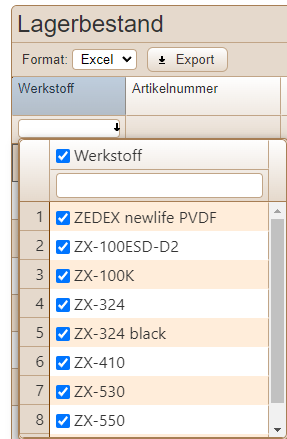 Lagerbestand
Format: Excel Export
Werkstoff Artikelnummer
Werkstoff
1 ZEDEX newlife PVDF
2 ZX-100ESD-D2
3 ZX-100K
4 ZX-324
5 ZX-324 black
6 ZX-410
7 ZX-530
8 ZX-550